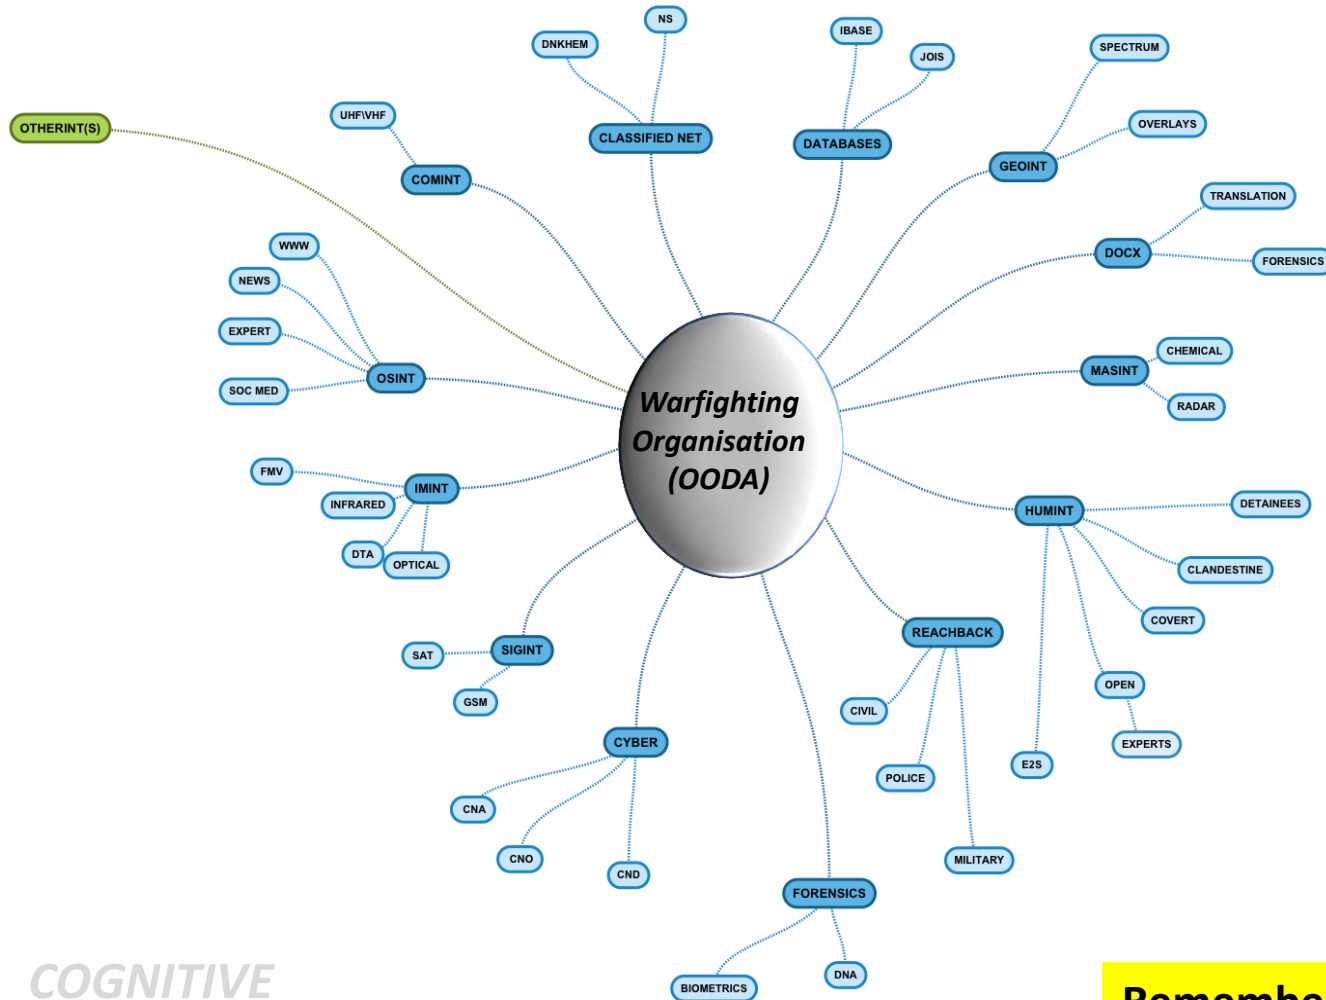 NS
DNKHEM
IBASE
JOIS
SPECTRUM
UHF\VHF
OTHERINT(S)
CLASSIFIED NET
DATABASES
OVERLAYS
GEOINT
COMINT
TRANSLATION
WWW
DOCX
FORENSICS
NEWS
EXPERT
CHEMICAL
MASINT
OSINT
SOC MED
RADAR
Warfighting
Organisation
(OODA)
FMV
IMINT
INFRARED
DETAINEES
HUMINT
DTA
OPTICAL
CLANDESTINE
COVERT
REACHBACK
SIGINT
SAT
OPEN
GSM
CIVIL
CYBER
EXPERTS
E2S
POLICE
CNA
CNO
MILITARY
CND
FORENSICS
DNA
BIOMETRICS
COGNITIVE